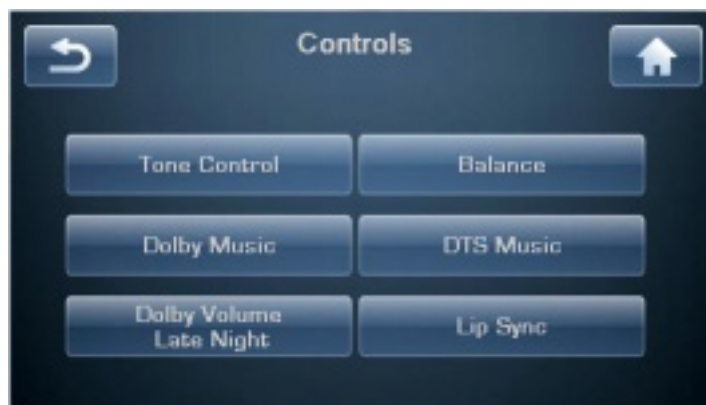 Controls
Tone Control
Balance
Dolby Music
DTS Music
Dolby Volume
Late Night
Lip Sync